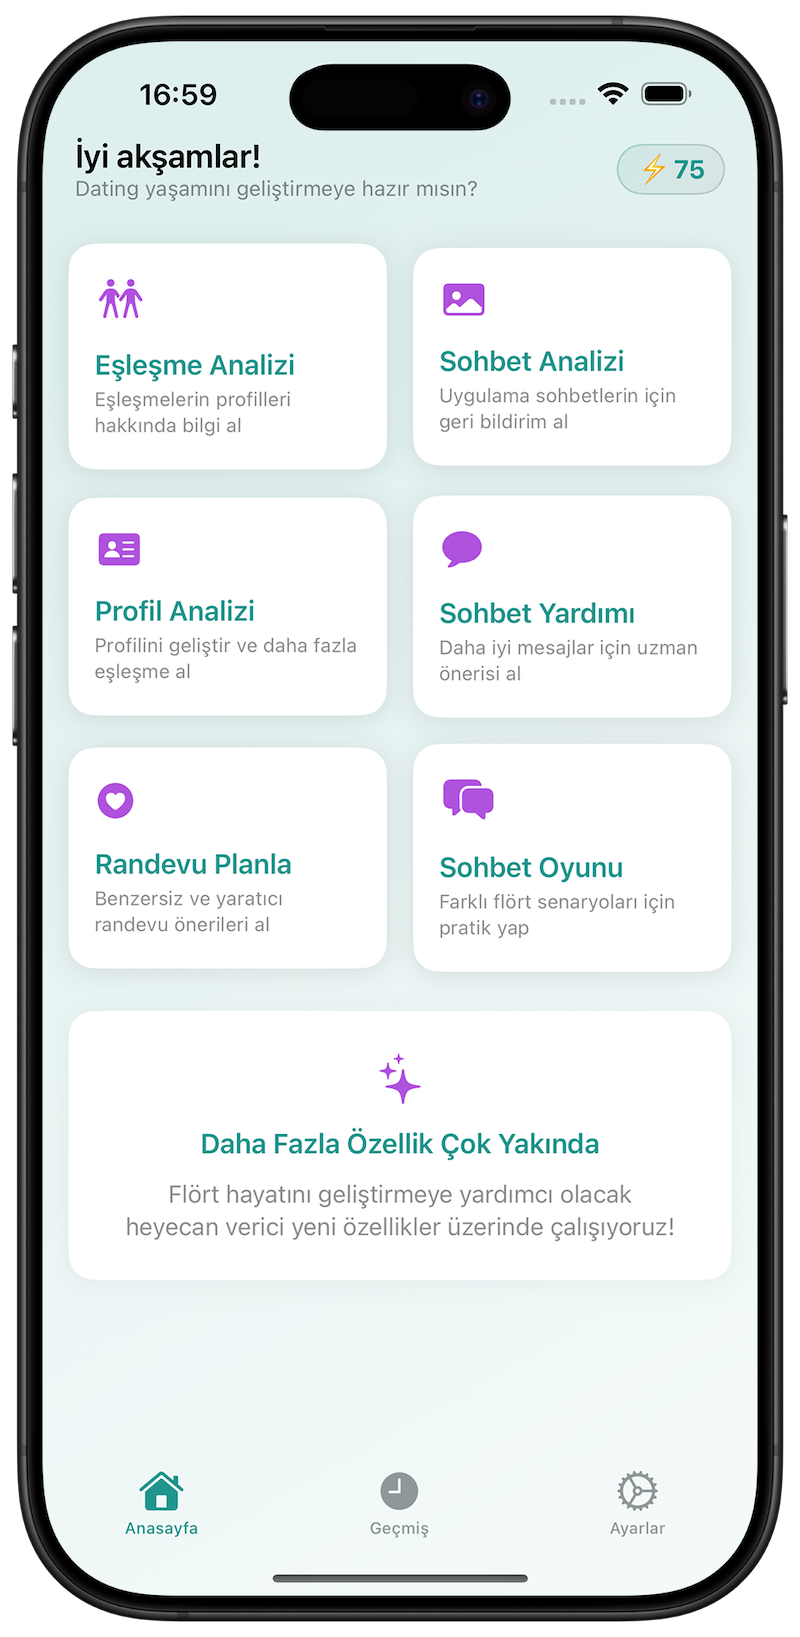 16:59
İyi akşamlar!
Dating yaşamını geliştirmeye hazır mısın?
75
Eşleşme Analizi
Eşleşmelerin profilleri
hakkında bilgi al
Sohbet Analizi
Uygulama sohbetlerin için
geri bildirim al
Profil Analizi
Profilini geliştir ve daha fazla
eşleşme al
Sohbet Yardımı
Daha iyi mesajlar için uzman
önerisi al
Randevu Planla
Benzersiz ve yaratıcı
randevu önerileri al
Sohbet Oyunu
Farklı flört senaryoları için
pratik yap
Daha Fazla Özellik Çok Yakında
Flört hayatını geliştirmeye yardımcı olacak
heyecan verici yeni özellikler üzerinde çalışıyoruz!
Anasayfa
Geçmiş
Ayarlar